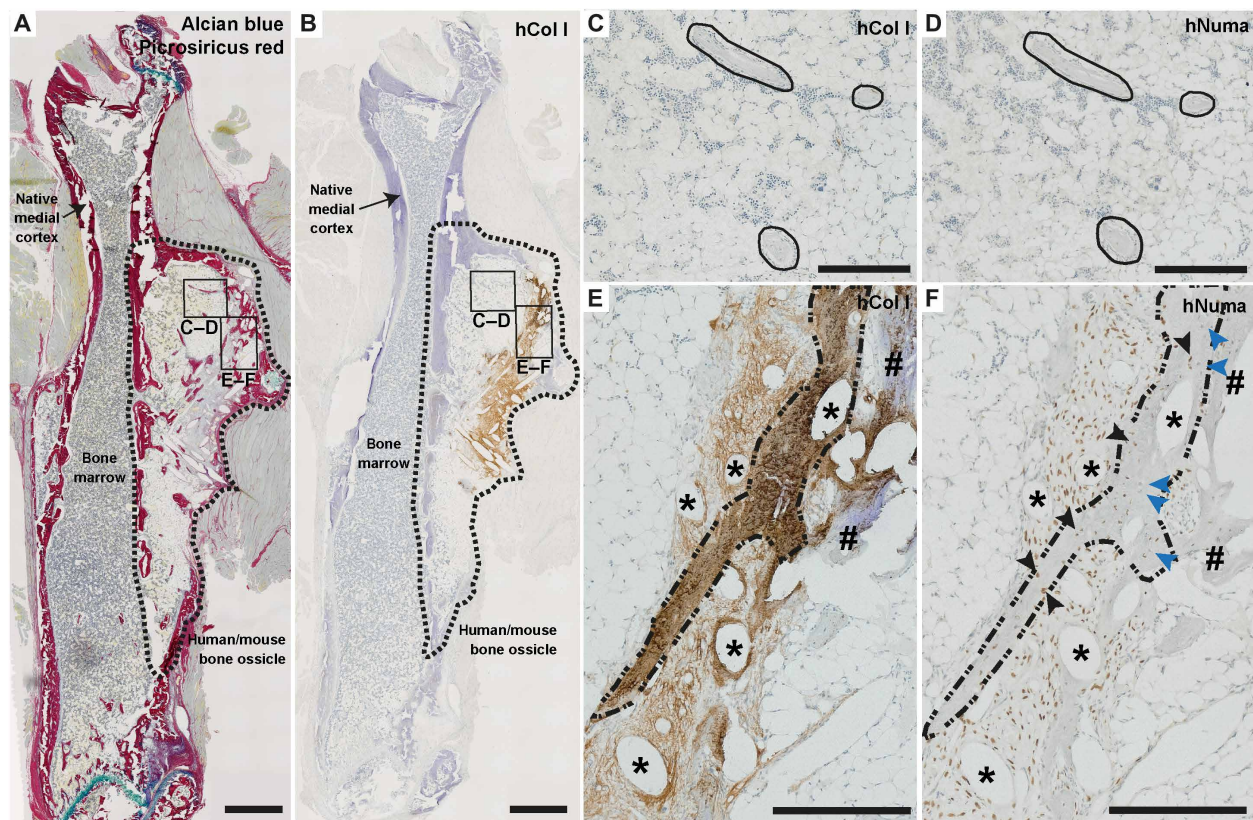 A
Alcian blue
Picrosiricus red
Native
medial
cortex
C–D
E–F
Bone
marrow
Human/mouse
bone ossicle
B
hCol I
Native
medial
cortex
C–D
E–F
Bone
marrow
Human/mouse
bone ossicle
C
hCol I
D
hNuma
E
hCol I
#
*
*
*
#
*
*
F
hNuma
#
*
*
*
#
*
*